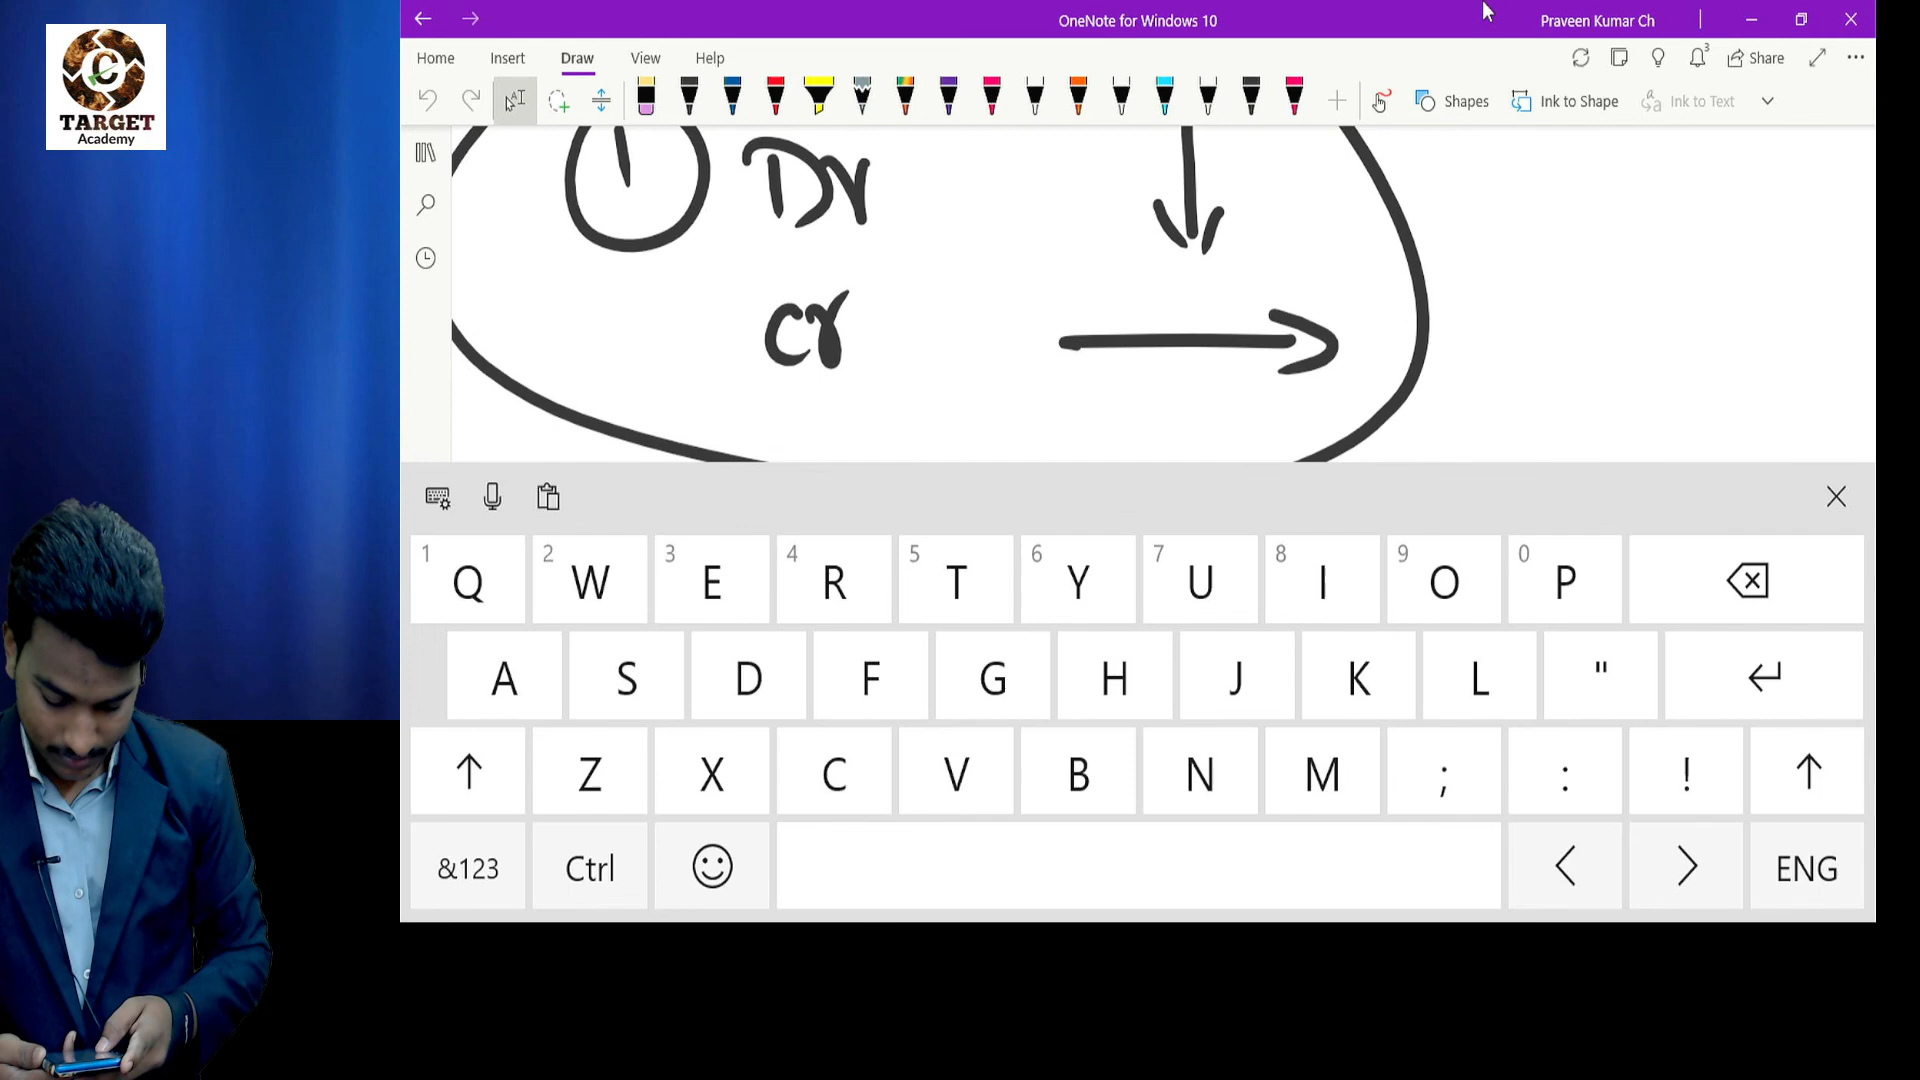 C
TARGET
Academy
OneNote for Windows 10
Praveen Kumar Ch
Home Insert Draw View Help
3
Share
Shapes
Ink to Shape
Ink to Text
1 Dr
Cr
1 Q 2 W 3 E 4 R 5 T 6 Y 7 U 8 I 9 O 0 P
A S D F G H J K L "
Z X C V B N M ; : !
&123 Ctrl ENG